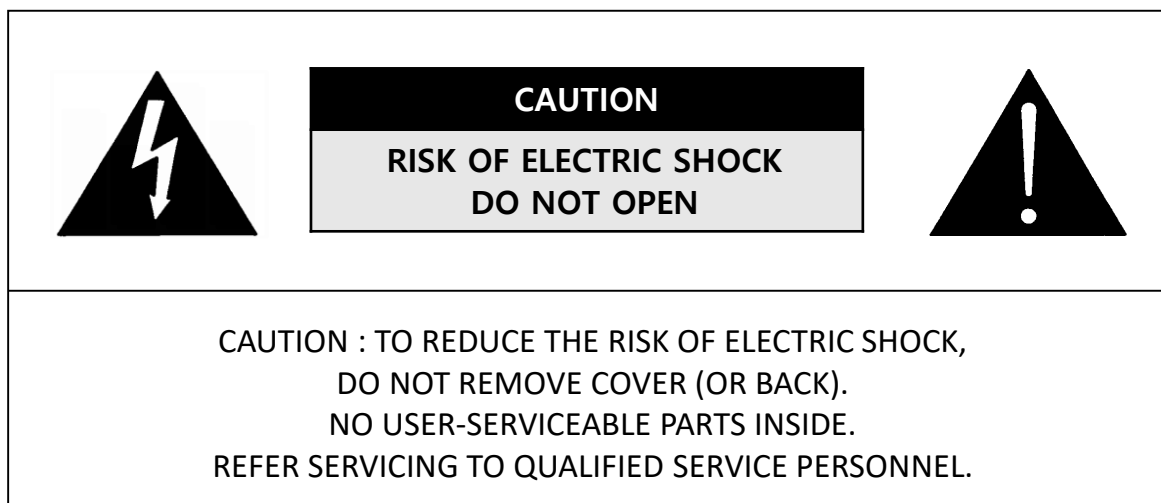 CAUTION
RISK OF ELECTRIC SHOCK
DO NOT OPEN
CAUTION : TO REDUCE THE RISK OF ELECTRIC SHOCK,
DO NOT REMOVE COVER (OR BACK).
NO USER-SERVICEABLE PARTS INSIDE.
REFER SERVICING TO QUALIFIED SERVICE PERSONNEL.